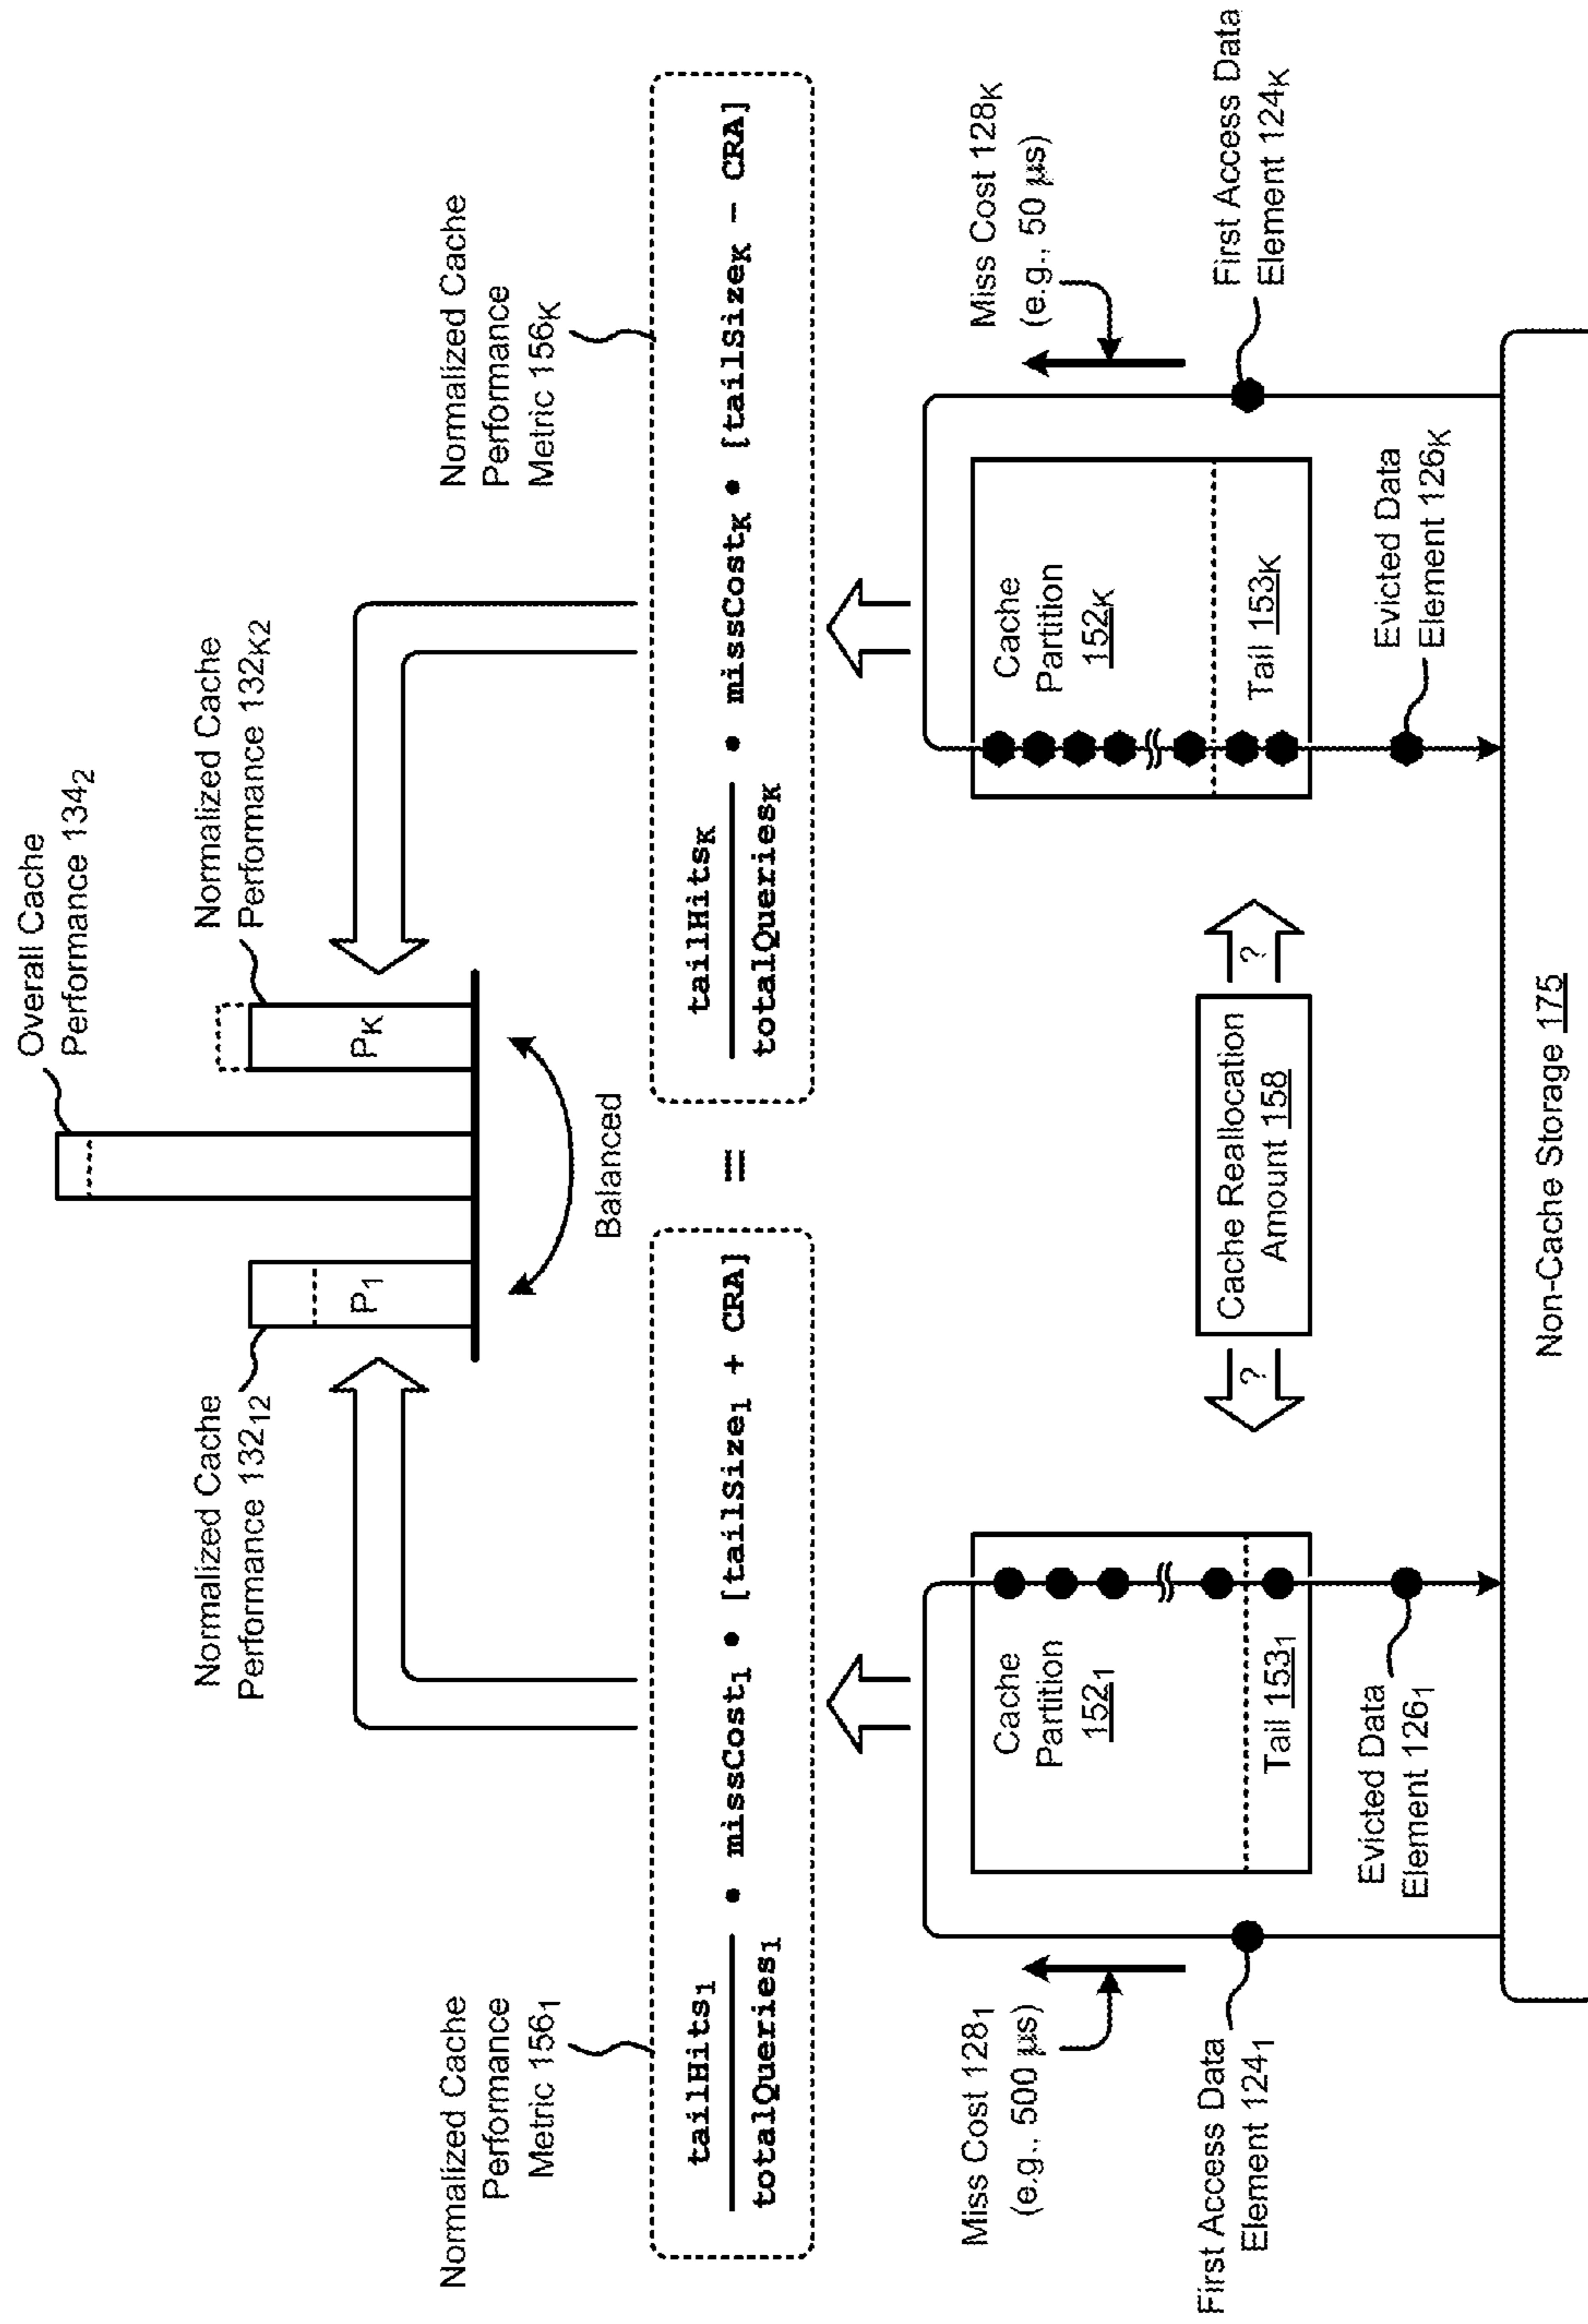 Overall Cache
Performance 134₂
Normalized Cache
Performance 132₁₂
Normalized Cache
Performance 132K2
P₁
PK
Balanced
Normalized Cache
Performance
Metric 156₁
Normalized Cache
Performance
Metric 156K
tailHits₁
totalQueries₁
• missCost₁ • [tailSize₁ + CRA]
=
tailHitsK
totalQueriesK
• missCostK • [tailSizeK − CRA]
Miss Cost 128₁
(e.g., 500 µs)
First Access Data
Element 124₁
Cache
Partition
152₁
Tail 153₁
Evicted Data
Element 126₁
?
Cache Reallocation
Amount 158
?
Cache
Partition
152K
Tail 153K
Evicted Data
Element 126K
Miss Cost 128K
(e.g., 50 µs)
First Access Data
Element 124K
Non-Cache Storage 175